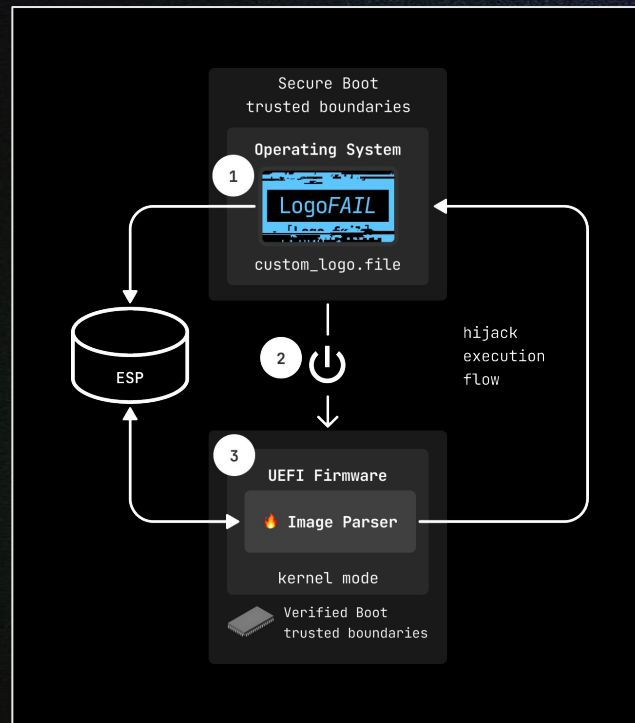 Secure Boot
trusted boundaries
Operating System
1
LogoFAIL
custom_logo.file
ESP
2
hijack
execution
flow
3
UEFI Firmware
Image Parser
kernel mode
Verified Boot
trusted boundaries